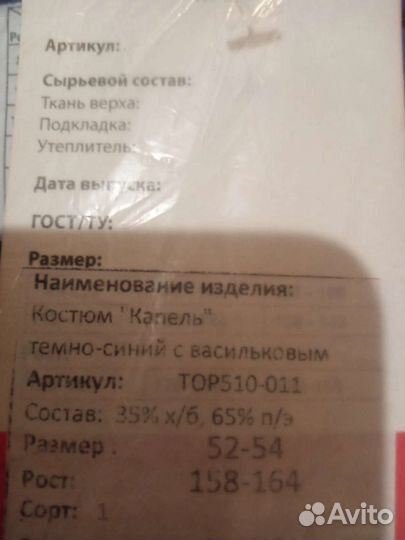 Артикул:
Сырьевой состав:
Ткань верха:
Подкладка:
Утеплитель:
Дата выпуска:
ГОСТ/ТУ:
Размер:
Наименование изделия:
Костюм "Капель"
темно-синий с васильковым
Артикул: ТОР510-011
Состав: 35% х/б, 65% п/э
Размер : 52-54
Рост: 158-164
Сорт: 1
Avito